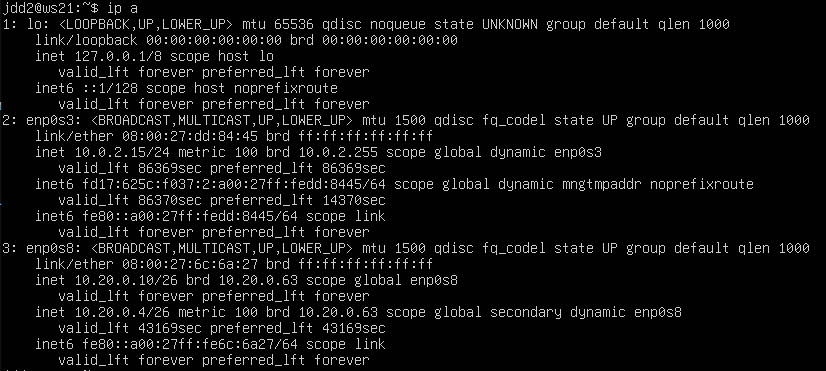 jdd2@ws21:~$ ip a
1: lo: <LOOPBACK,UP,LOWER_UP> mtu 65536 qdisc noqueue state UNKNOWN group default qlen 1000
    link/loopback 00:00:00:00:00:00 brd 00:00:00:00:00:00
    inet 127.0.0.1/8 scope host lo
       valid_lft forever preferred_lft forever
    inet6 ::1/128 scope host noprefixroute
       valid_lft forever preferred_lft forever
2: enp0s3: <BROADCAST,MULTICAST,UP,LOWER_UP> mtu 1500 qdisc fq_codel state UP group default qlen 1000
    link/ether 08:00:27:dd:84:45 brd ff:ff:ff:ff:ff:ff
    inet 10.0.2.15/24 metric 100 brd 10.0.2.255 scope global dynamic enp0s3
       valid_lft 86369sec preferred_lft 86369sec
    inet6 fd17:625c:f037:2:a00:27ff:fedd:8445/64 scope global dynamic mngtmpaddr noprefixroute
       valid_lft 86370sec preferred_lft 14370sec
    inet6 fe80::a00:27ff:fedd:8445/64 scope link
       valid_lft forever preferred_lft forever
3: enp0s8: <BROADCAST,MULTICAST,UP,LOWER_UP> mtu 1500 qdisc fq_codel state UP group default qlen 1000
    link/ether 08:00:27:6c:6a:27 brd ff:ff:ff:ff:ff:ff
    inet 10.20.0.10/26 brd 10.20.0.63 scope global enp0s8
       valid_lft forever preferred_lft forever
    inet 10.20.0.4/26 metric 100 brd 10.20.0.63 scope global secondary dynamic enp0s8
       valid_lft 43169sec preferred_lft 43169sec
    inet6 fe80::a00:27ff:fe6c:6a27/64 scope link
       valid_lft forever preferred_lft forever